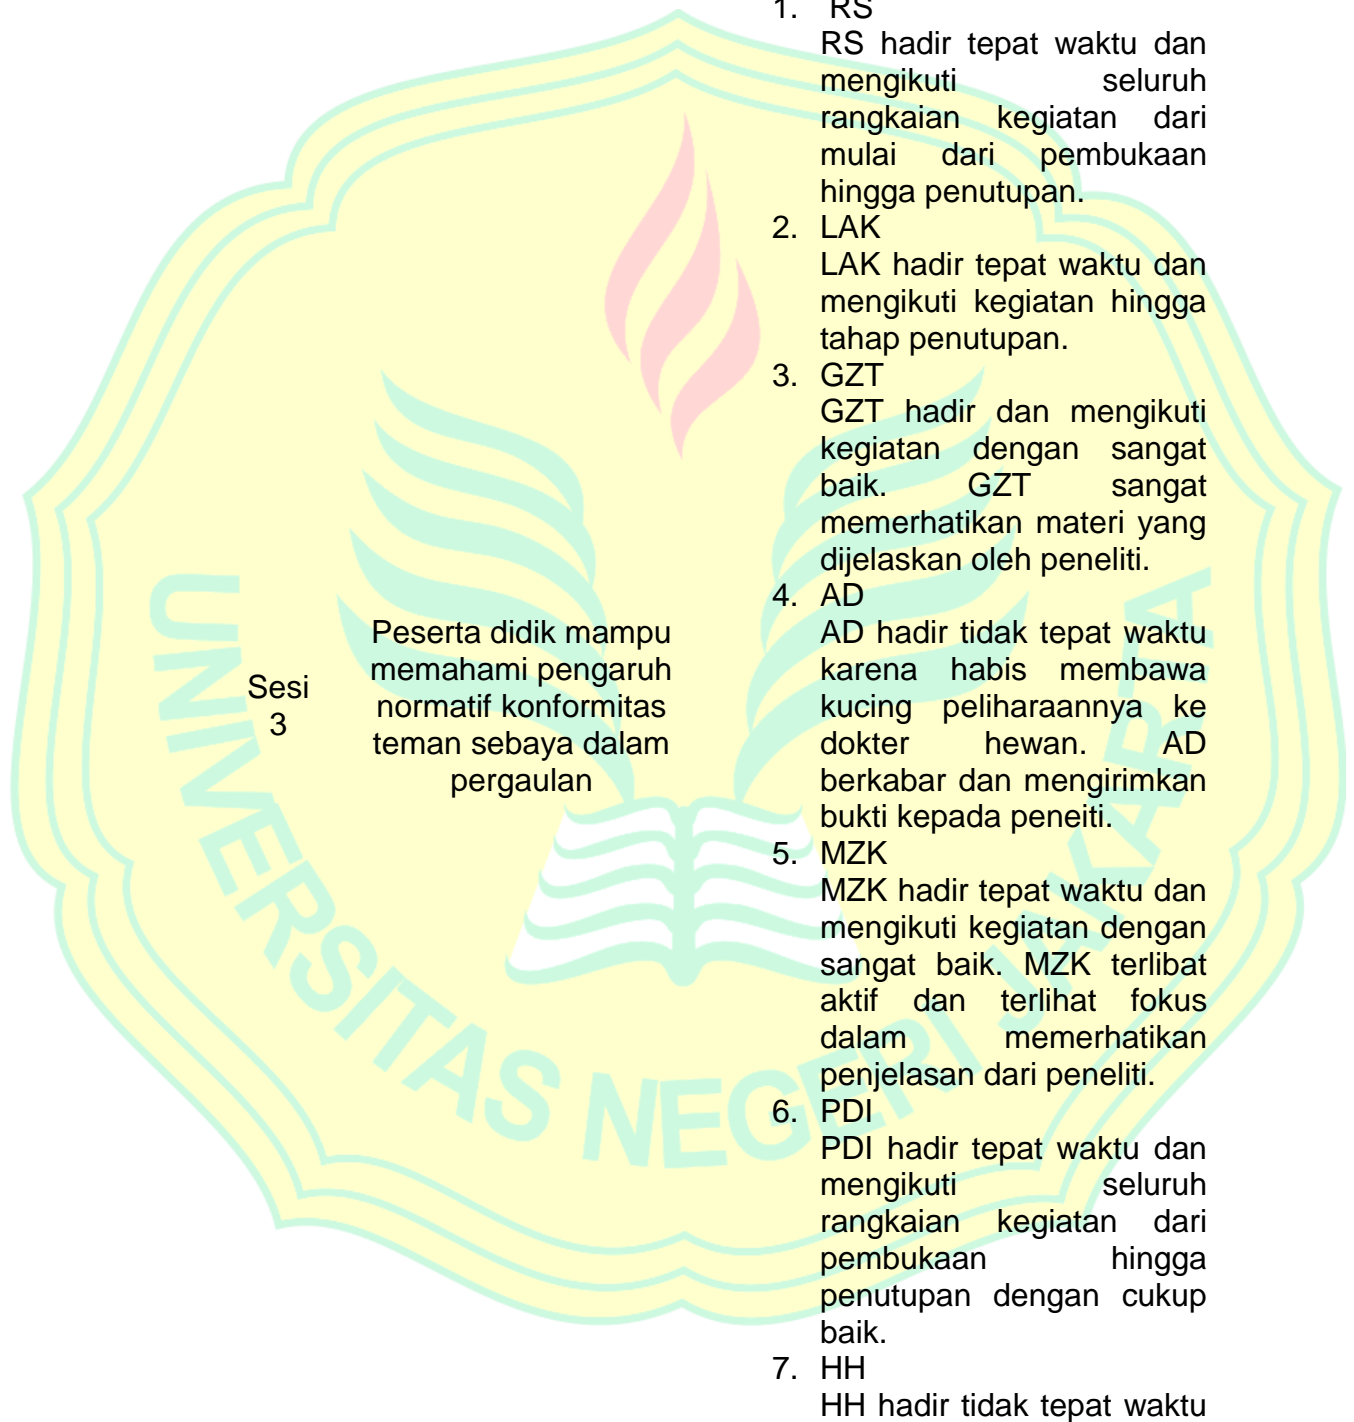 Sesi
3
Peserta didik mampu
memahami pengaruh
normatif konformitas
teman sebaya dalam
pergaulan
1. RS
RS hadir tepat waktu dan
mengikuti seluruh
rangkaian kegiatan dari
mulai dari pembukaan
hingga penutupan.
2. LAK
LAK hadir tepat waktu dan
mengikuti kegiatan hingga
tahap penutupan.
3. GZT
GZT hadir dan mengikuti
kegiatan dengan sangat
baik. GZT sangat
memerhatikan materi yang
dijelaskan oleh peneliti.
4. AD
AD hadir tidak tepat waktu
karena habis membawa
kucing peliharaannya ke
dokter hewan. AD
berkabar dan mengirimkan
bukti kepada peneiti.
5. MZK
MZK hadir tepat waktu dan
mengikuti kegiatan dengan
sangat baik. MZK terlibat
aktif dan terlihat fokus
dalam memerhatikan
penjelasan dari peneliti.
6. PDI
PDI hadir tepat waktu dan
mengikuti seluruh
rangkaian kegiatan dari
pembukaan hingga
penutupan dengan cukup
baik.
7. HH
HH hadir tidak tepat waktu
UNIVERSITAS NEGERI JAKARTA